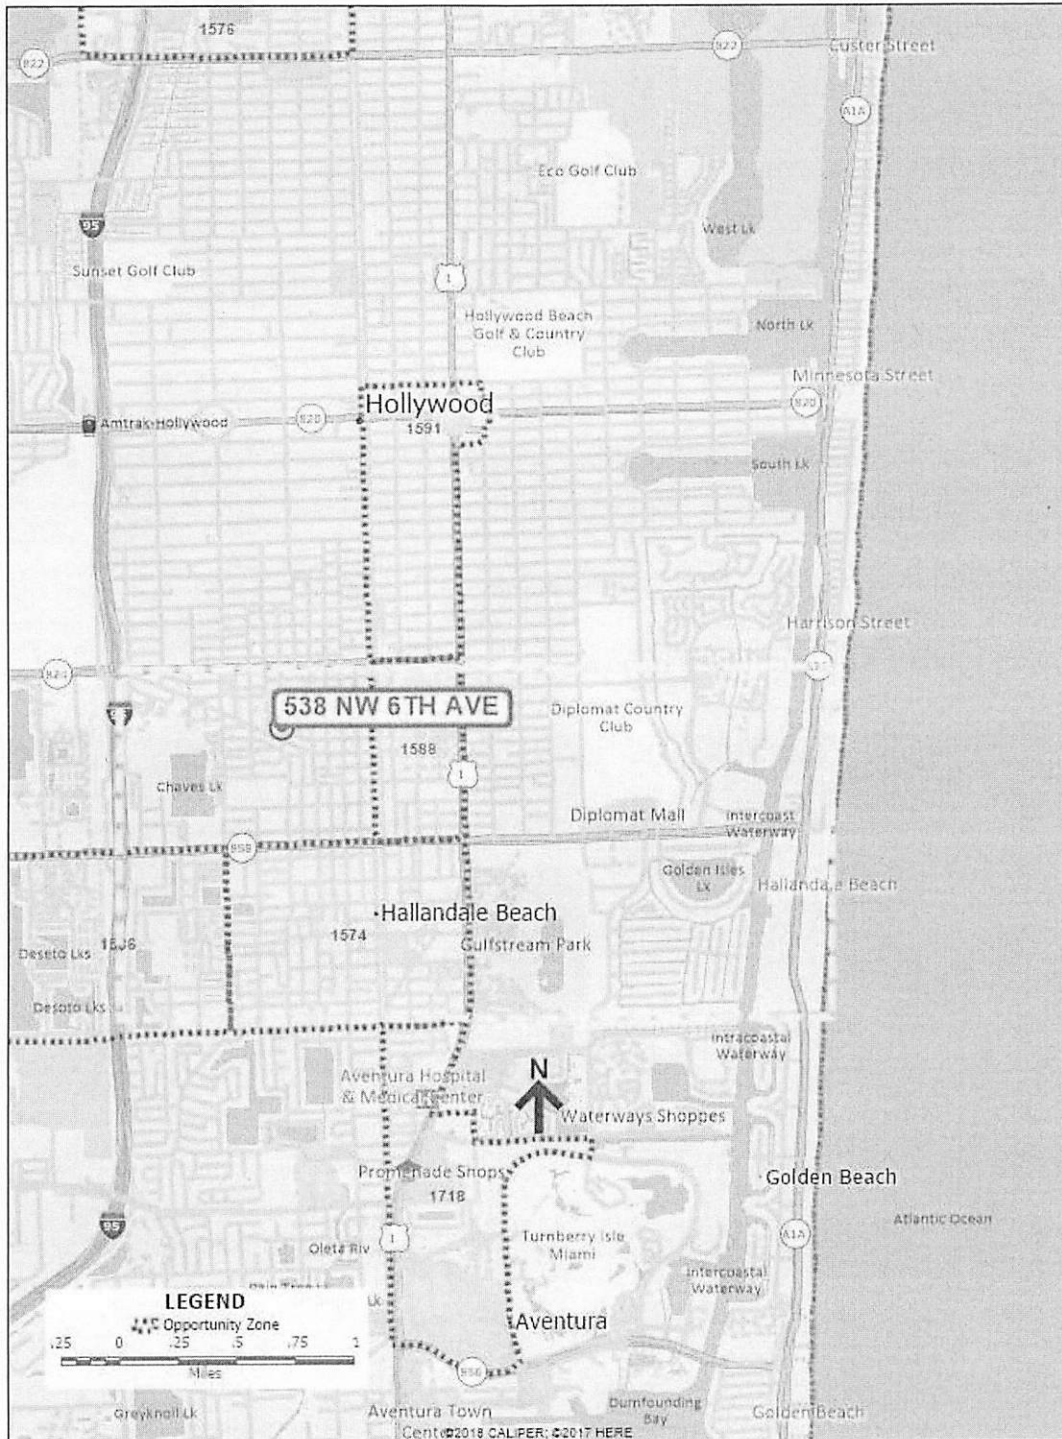 1576
822
822
Custer Street
A1A
Eco Golf Club
95
West Lk
Sunset Golf Club
1
Hollywood Beach
Golf & Country
Club
North Lk
Minnesota Street
Hollywood
820
820
Amtrak-Hollywood
1591
South Lk
Harrison Street
824
538 NW 6TH AVE
Diplomat Country
Club
1588
1
Chaves Lk
Diplomat Mall
Intercoast
Waterway
858
Golden Isles
Lk
Hallandale Beach
Hallandale Beach
1574
Gulfstream Park
Deseto Lks
Desoto Lks
Intracoastal
Waterway
N
Aventura Hospital
& Medical Center
Waterways Shoppes
Promenade Shops
1718
Golden Beach
95
1
A1A
Atlantic Ocean
Oleta Riv
Turnberry Isle
Miami
Intercoastal
Waterway
Lk
LEGEND
Opportunity Zone
.25 0 .25 .5 .75 1
Miles
Aventura
856
Greyknoll Lk
Aventura Town
Dumfounding
Bay
Golden Beach
©2018 CALIPER; ©2017 HERE